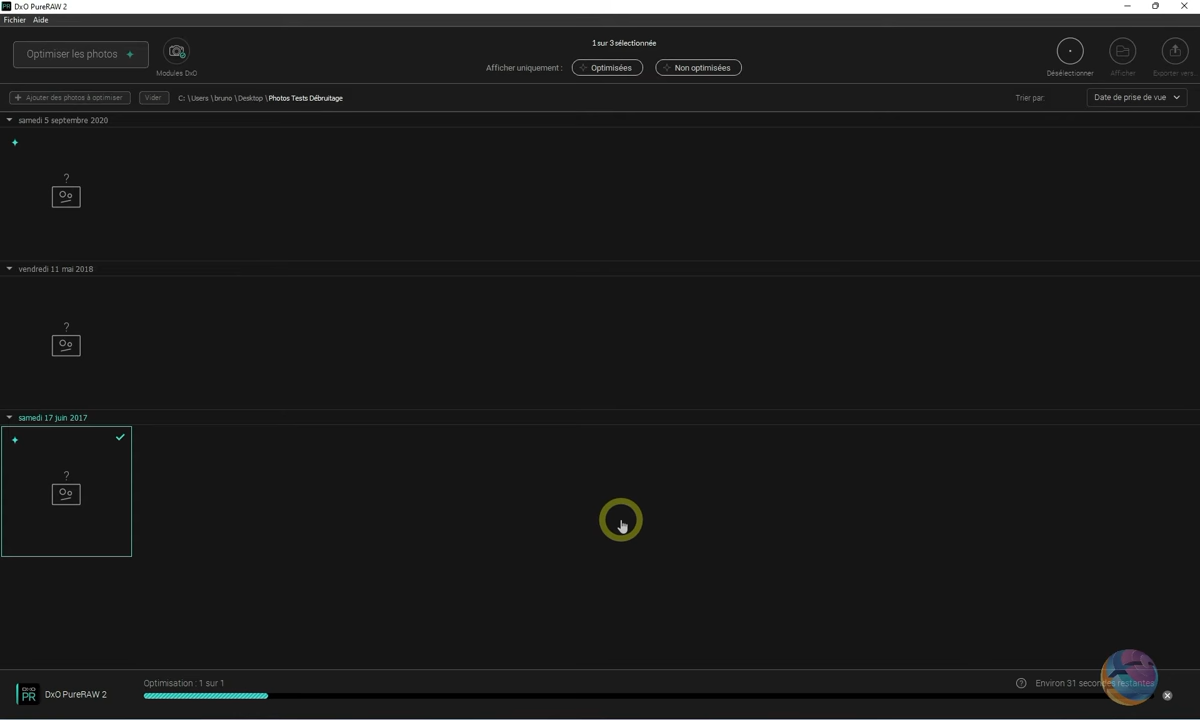 DxO PureRAW 2
Fichier Aide
Optimiser les photos
Modules DxO
1 sur 3 sélectionnée
Afficher uniquement :
Optimisées
Non optimisées
Désélectionner
Afficher
Exporter vers...
+ Ajouter des photos à optimiser
Vider
C: \Users \bruno \Desktop \Photos Tests Débruitage
Trier par:
Date de prise de vue
samedi 5 septembre 2020
?
vendredi 11 mai 2018
?
samedi 17 juin 2017
?
DxO
PR
DxO PureRAW 2
Optimisation : 1 sur 1
? Environ 31 secondes restantes